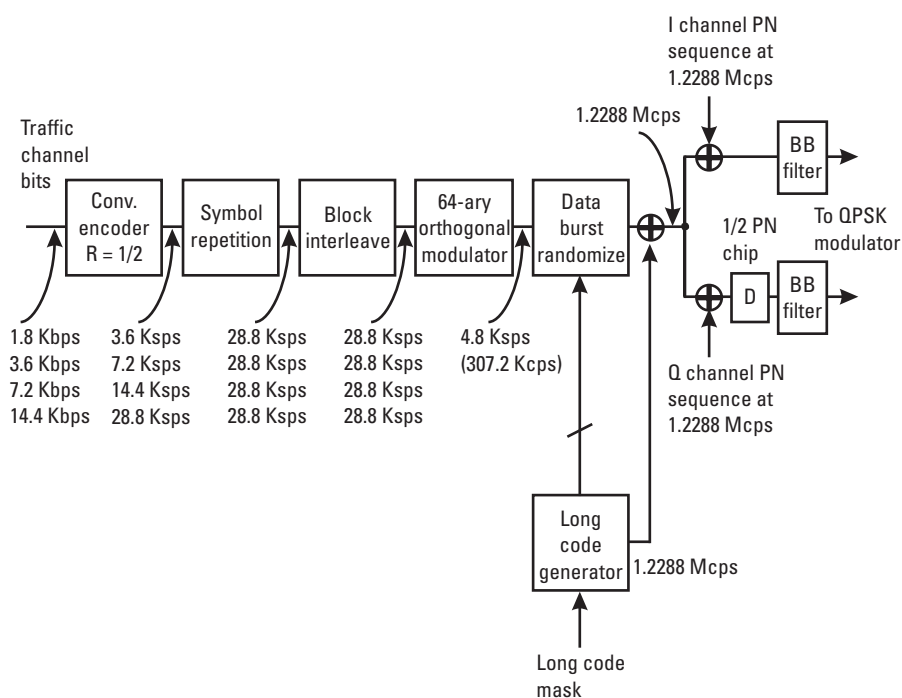 I channel PN
sequence at
1.2288 Mcps
1.2288 Mcps
Traffic
channel
bits
Conv.
encoder
R = 1/2
Symbol
repetition
Block
interleave
64-ary
orthogonal
modulator
Data
burst
randomize
BB
filter
To QPSK
modulator
1/2 PN
chip
D
BB
filter
1.8 Kbps
3.6 Kbps
7.2 Kbps
14.4 Kbps
3.6 Ksps
7.2 Ksps
14.4 Ksps
28.8 Ksps
28.8 Ksps
28.8 Ksps
28.8 Ksps
28.8 Ksps
28.8 Ksps
28.8 Ksps
28.8 Ksps
28.8 Ksps
4.8 Ksps
(307.2 Kcps)
Q channel PN
sequence at
1.2288 Mcps
Long
code
generator
1.2288 Mcps
Long code
mask